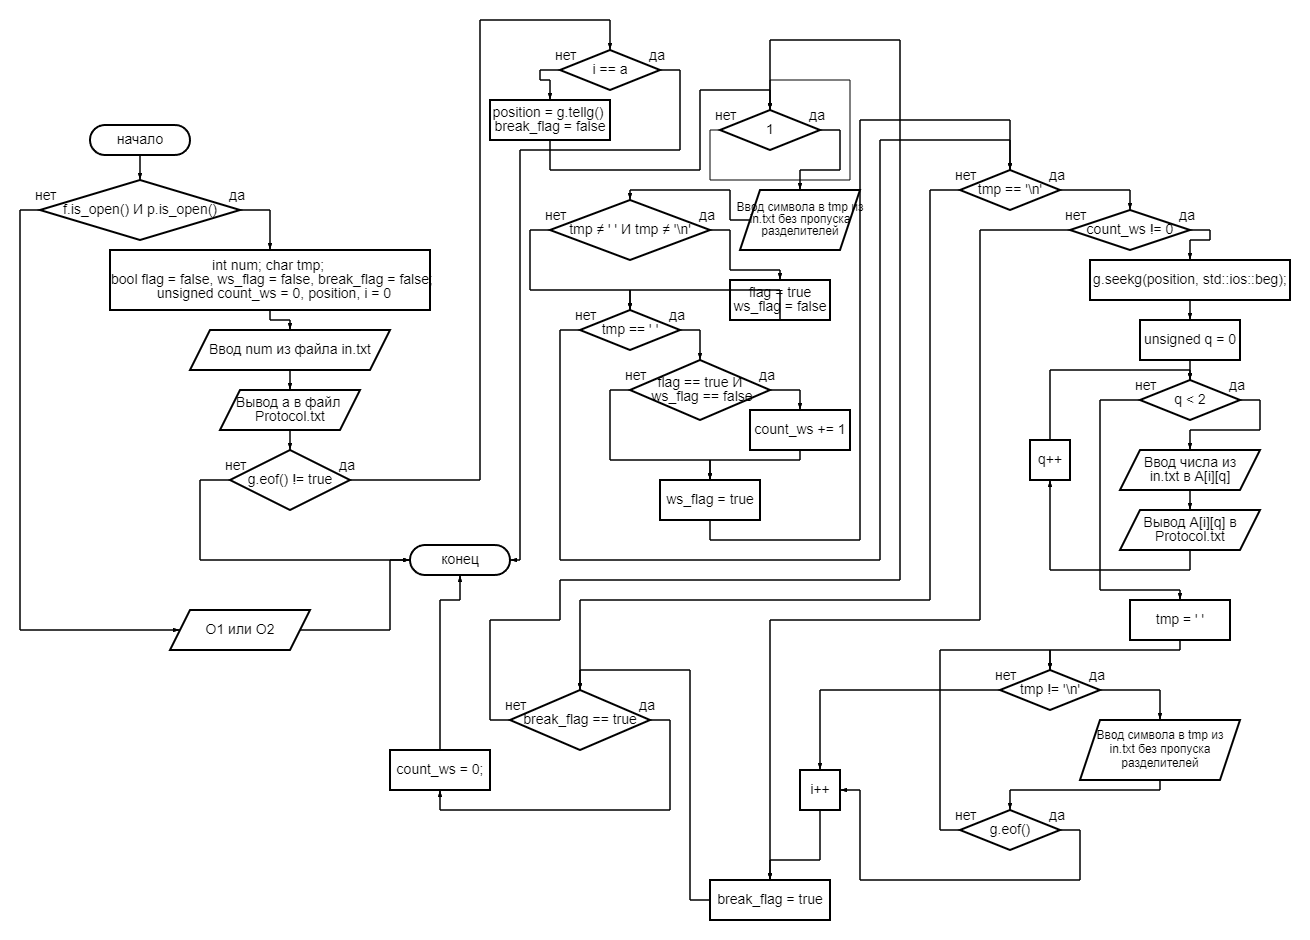 начало
нет
да
f.is_open() И p.is_open()
int num; char tmp;
bool flag = false, ws_flag = false, break_flag = false;
unsigned count_ws = 0, position, i = 0
Ввод num из файла in.txt
Вывод a в файл
Protocol.txt
нет
да
g.eof() != true
конец
O1 или O2
нет
да
i == a
position = g.tellg()
break_flag = false
нет
да
1
Ввод символа в tmp из
in.txt без пропуска
разделителей
нет
да
tmp ≠ ' ' И tmp ≠ '\n'
flag = true
ws_flag = false
нет
да
tmp == ' '
нет
да
flag == true И
ws_flag == false
count_ws += 1
ws_flag = true
нет
да
tmp == '\n'
нет
да
count_ws != 0
g.seekg(position, std::ios::beg);
unsigned q = 0
нет
да
q < 2
q++
Ввод числа из
in.txt в A[i][q]
Вывод A[i][q] в
Protocol.txt
tmp = ' '
нет
да
tmp != '\n'
Ввод символа в tmp из
in.txt без пропуска
разделителей
нет
да
g.eof()
i++
break_flag = true
нет
да
break_flag == true
count_ws = 0;